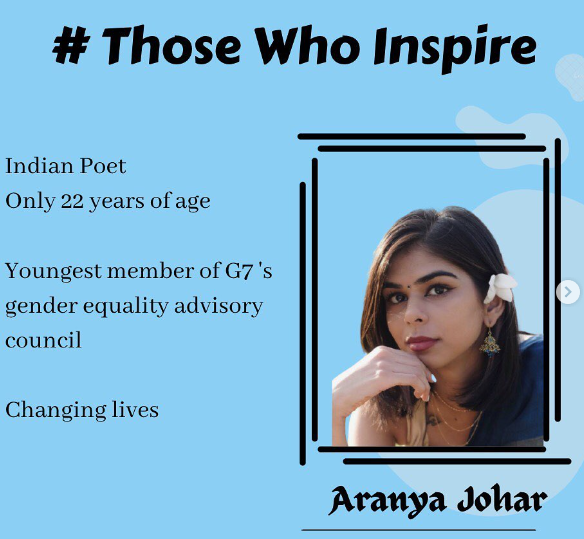 # Those Who Inspire
Indian Poet
Only 22 years of age
Youngest member of G7 's
gender equality advisory
council
Changing lives
Aranya Johar